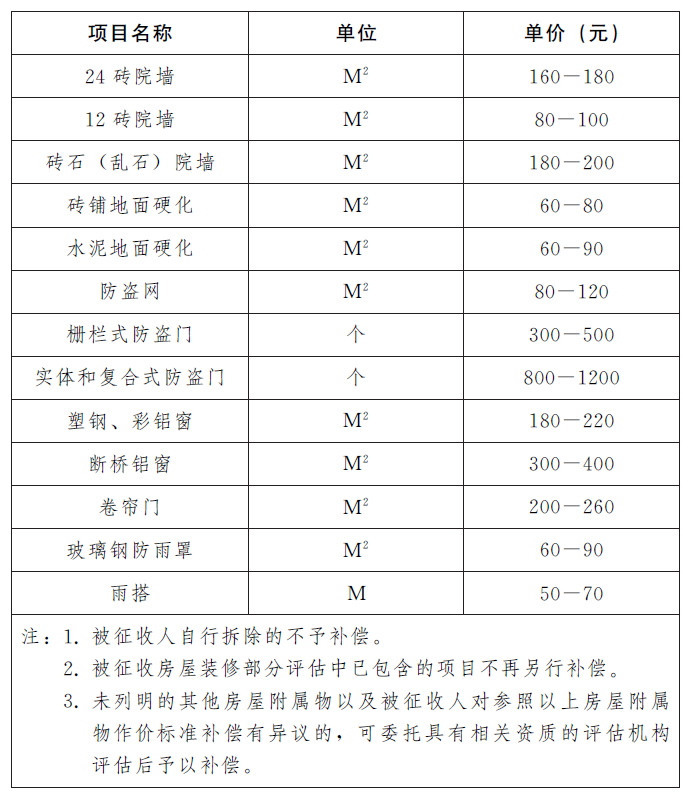 项目名称 单位 单价（元）
24 砖院墙 M² 160－180
12 砖院墙 M² 80－100
砖石（乱石）院墙 M² 180－200
砖铺地面硬化 M² 60－80
水泥地面硬化 M² 60－90
防盗网 M² 80－120
栅栏式防盗门 个 300－500
实体和复合式防盗门 个 800－1200
塑钢、彩铝窗 M² 180－220
断桥铝窗 M² 300－400
卷帘门 M² 200－260
玻璃钢防雨罩 M² 60－90
雨搭 M 50－70
注：1．被征收人自行拆除的不予补偿。
2．被征收房屋装修部分评估中已包含的项目不再另行补偿。
3．未列明的其他房屋附属物以及被征收人对参照以上房屋附属
物作价标准补偿有异议的，可委托具有相关资质的评估机构
评估后予以补偿。